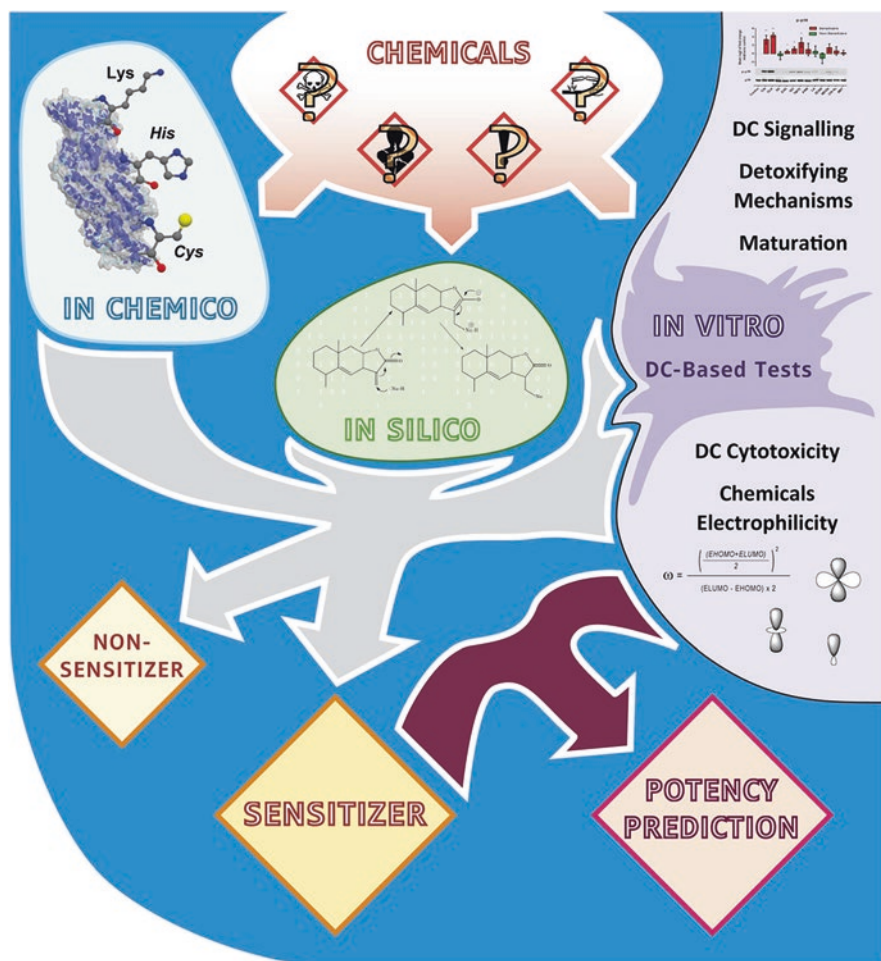 CHEMICALS
?
?
?
?
Lys
His
Cys
IN CHEMICO
IN SILICO
p-p38
DC Signalling
Detoxifying
Mechanisms
Maturation
IN VITRO
DC-Based Tests
DC Cytotoxicity
Chemicals
Electrophilicity
ω = ((EHOMO+ELUMO)/2)²
(ELUMO - EHOMO) x 2
NON-
SENSITIZER
SENSITIZER
POTENCY
PREDICTION